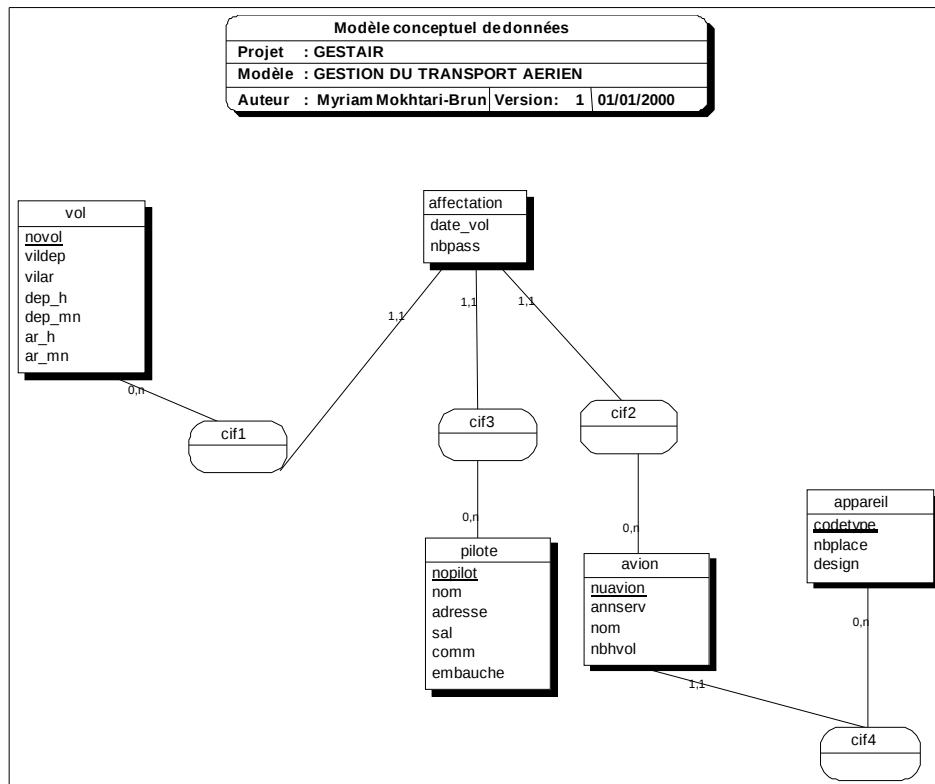 Modèle conceptuel de données
Projet : GESTAIR
Modèle : GESTION DU TRANSPORT AERIEN
Auteur : Myriam Mokhtari-Brun Version: 1 01/01/2000
vol
novol
vildep
vilar
dep_h
dep_mn
ar_h
ar_mn
affectation
date_vol
nbpass
1,1
1,1
1,1
0,n
cif1
cif3
cif2
0,n
0,n
pilote
nopilot
nom
adresse
sal
comm
embauche
avion
nuavion
annserv
nom
nbhvol
appareil
codetype
nbplace
design
0,n
1,1
cif4